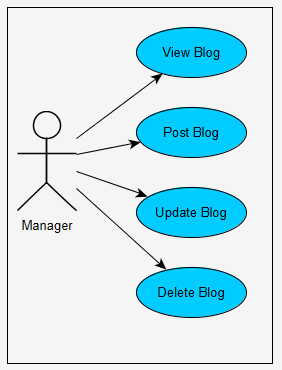 View Blog
Post Blog
Manager
Update Blog
Delete Blog